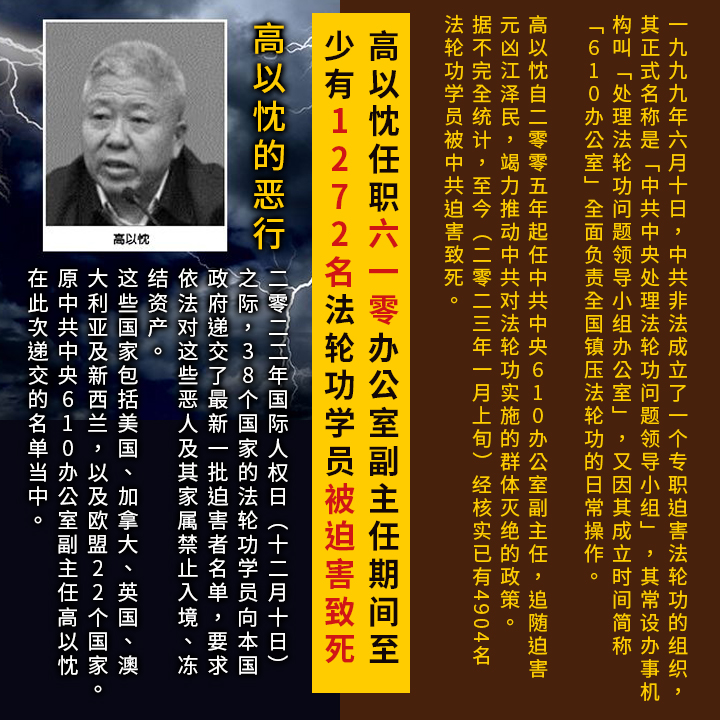 一九九九年六月十日，中共非法成立了一个专职迫害法轮功的组织，
其正式名称是「中共中央处理法轮功问题领导小组」，其常设办事机
构叫「处理法轮功问题领导小组办公室」，又因其成立时间简称
「610办公室」全面负责全国镇压法轮功的日常操作。
高以忱自二零零五年起任中共中央610办公室副主任，追随迫害
元凶江泽民，竭力推动中共对法轮功实施的群体灭绝的政策。
据不完全统计，至今（二零二三年一月上旬）经核实已有4904名
法轮功学员被中共迫害致死。
高以忱任职六一零办公室副主任期间至
少有1272名法轮功学员被迫害致死
高以忱的恶行
高以忱
二零二二年国际人权日（十二月十日）
之际，38个国家的法轮功学员向本国
政府递交了最新一批迫害者名单，要求
依法对这些恶人及其家属禁止入境、冻
结资产。
这些国家包括美国、加拿大、英国、澳
大利亚及新西兰，以及欧盟22个国家。
原中共中央610办公室副主任高以忱
在此次递交的名单当中。